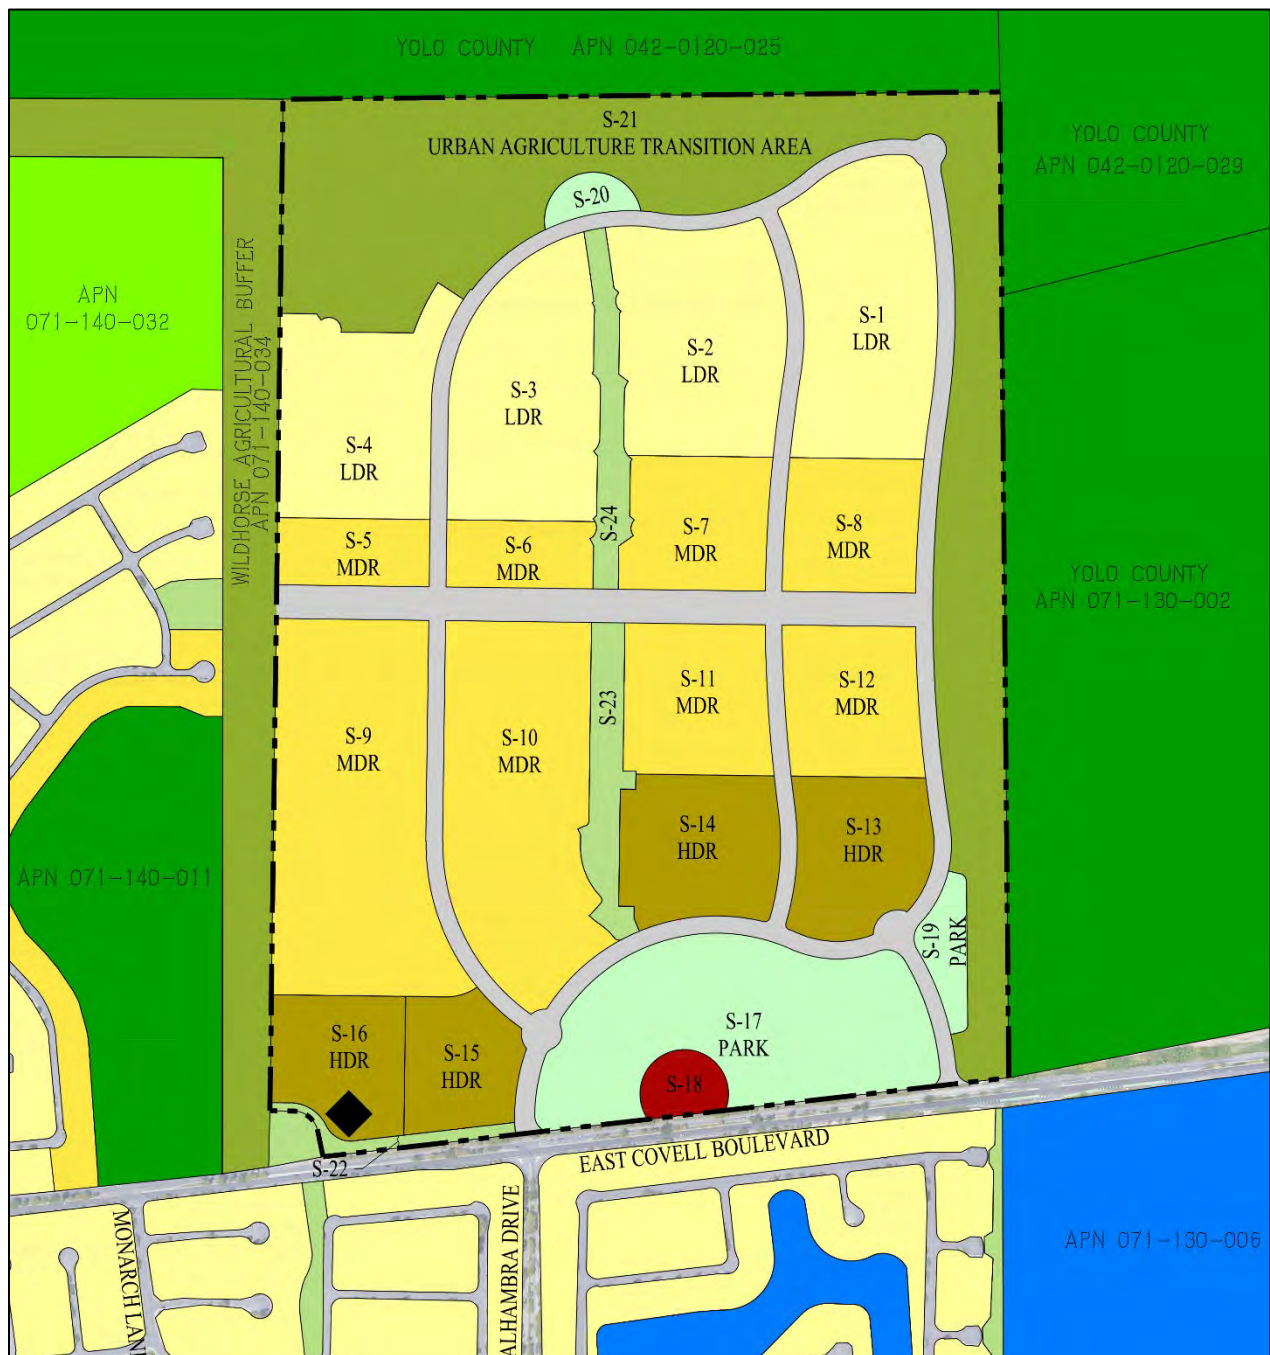 YOLO COUNTY APN 042-0120-025
S-21
URBAN AGRICULTURE TRANSITION AREA
YOLO COUNTY
APN 042-0120-029
S-20
APN
071-140-032
WILDHORSE AGRICULTURAL BUFFER
APN 071-140-034
S-1
LDR
S-2
LDR
S-3
LDR
S-4
LDR
S-24
S-5
MDR
S-6
MDR
S-7
MDR
S-8
MDR
YOLO COUNTY
APN 071-130-002
S-9
MDR
S-10
MDR
S-23
S-11
MDR
S-12
MDR
S-14
HDR
S-13
HDR
APN 071-140-011
S-19
PARK
S-16
HDR
S-15
HDR
S-17
PARK
S-18
S-22
EAST COVELL BOULEVARD
MONARCH LAN
ALHAMBRA DRIVE
APN 071-130-006